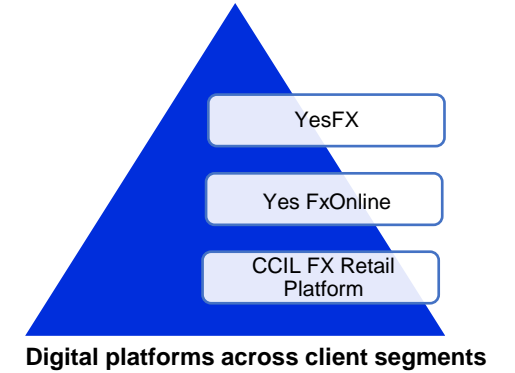 YesFX
Yes FxOnline
CCIL FX Retail
Platform
Digital platforms across client segments